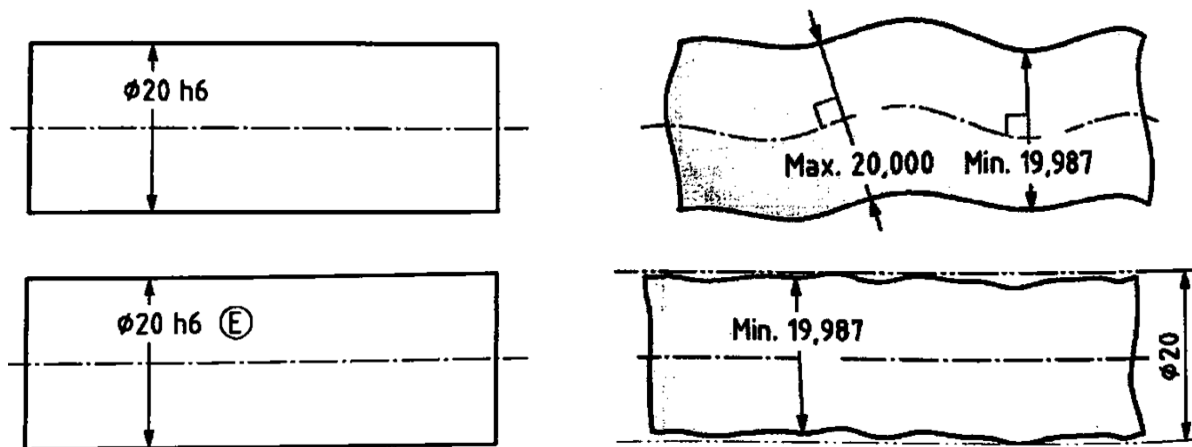 ø20 h6
Max. 20,000 Min. 19,987
ø20 h6 Ⓔ
Min. 19,987
ø20